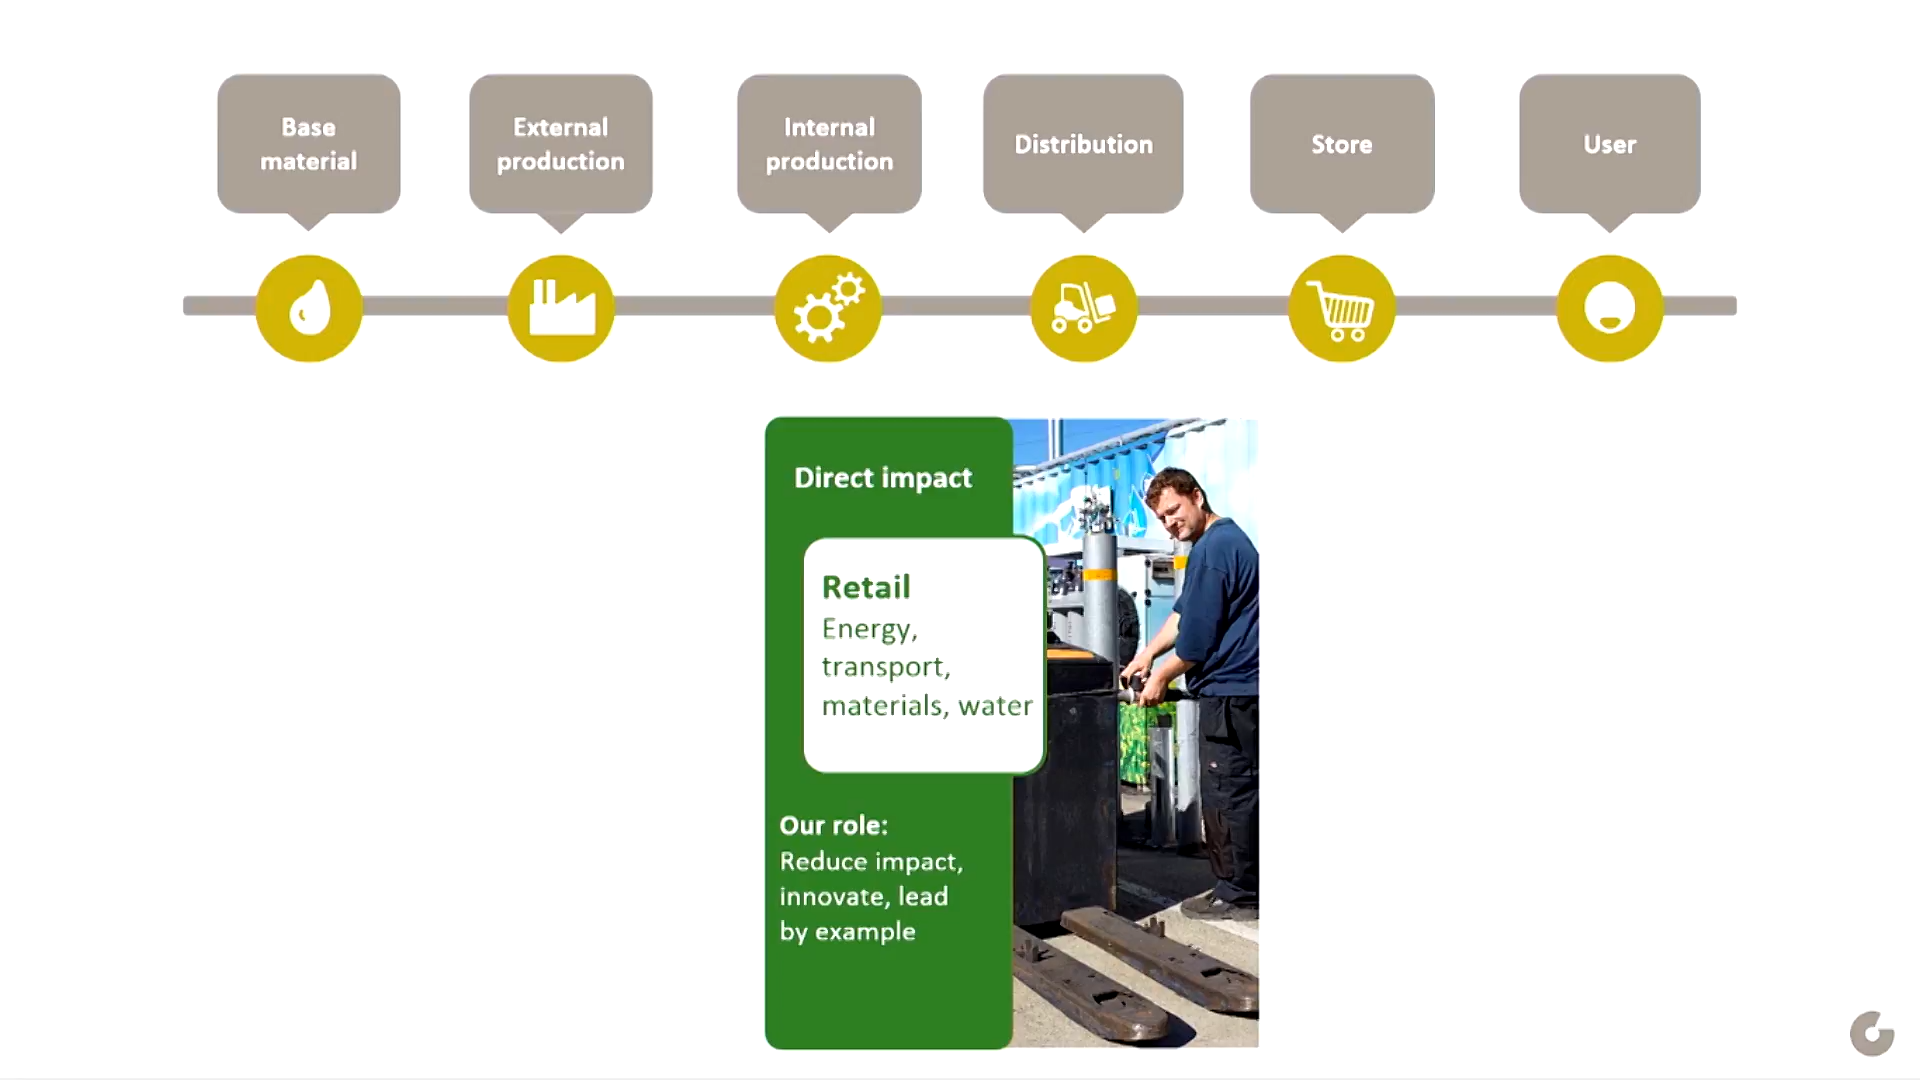 Base
material
External
production
Internal
production
Distribution
Store
User
Direct impact
Retail
Energy,
transport,
materials, water
Our role:
Reduce impact,
innovate, lead
by example